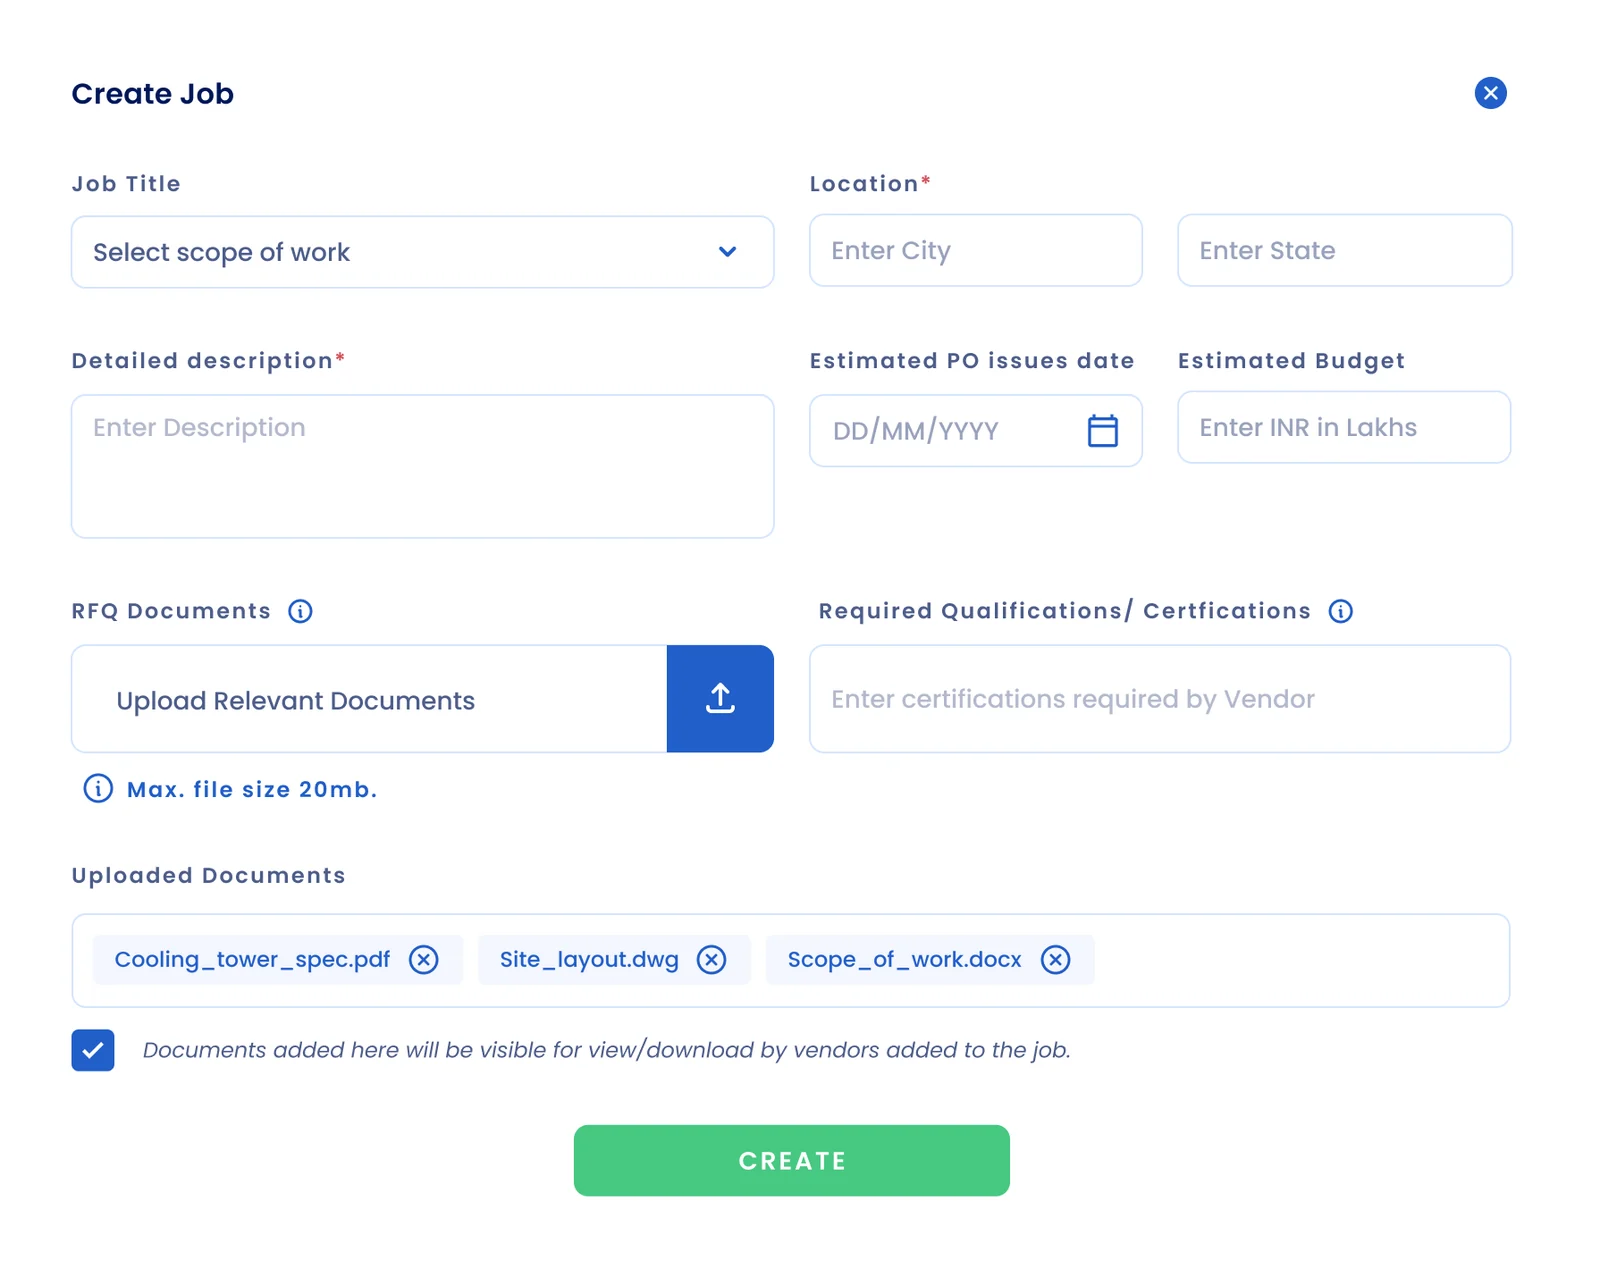 Create Job
Job Title
Location*
Select scope of work
Enter City
Enter State
Detailed description*
Estimated PO issues date
Estimated Budget
Enter Description
DD/MM/YYYY
Enter INR in Lakhs
RFQ Documents
Required Qualifications/ Certfications
Upload Relevant Documents
Enter certifications required by Vendor
Max. file size 20mb.
Uploaded Documents
Cooling_tower_spec.pdf
Site_layout.dwg
Scope_of_work.docx
Documents added here will be visible for view/download by vendors added to the job.
CREATE